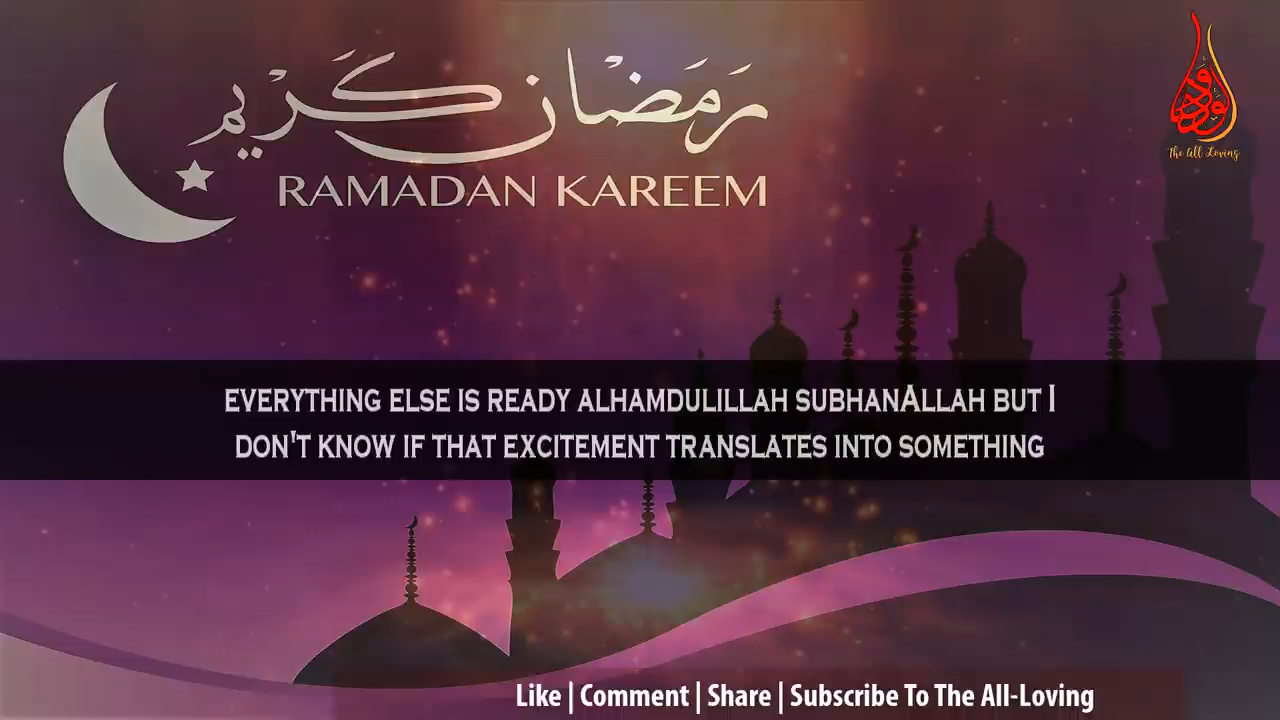 رمضان كريم
RAMADAN KAREEM
الودود
The All Loving
EVERYTHING ELSE IS READY ALHAMDULILLAH SUBHANALLAH BUT I
DON'T KNOW IF THAT EXCITEMENT TRANSLATES INTO SOMETHING
Like | Comment | Share | Subscribe To The All-Loving